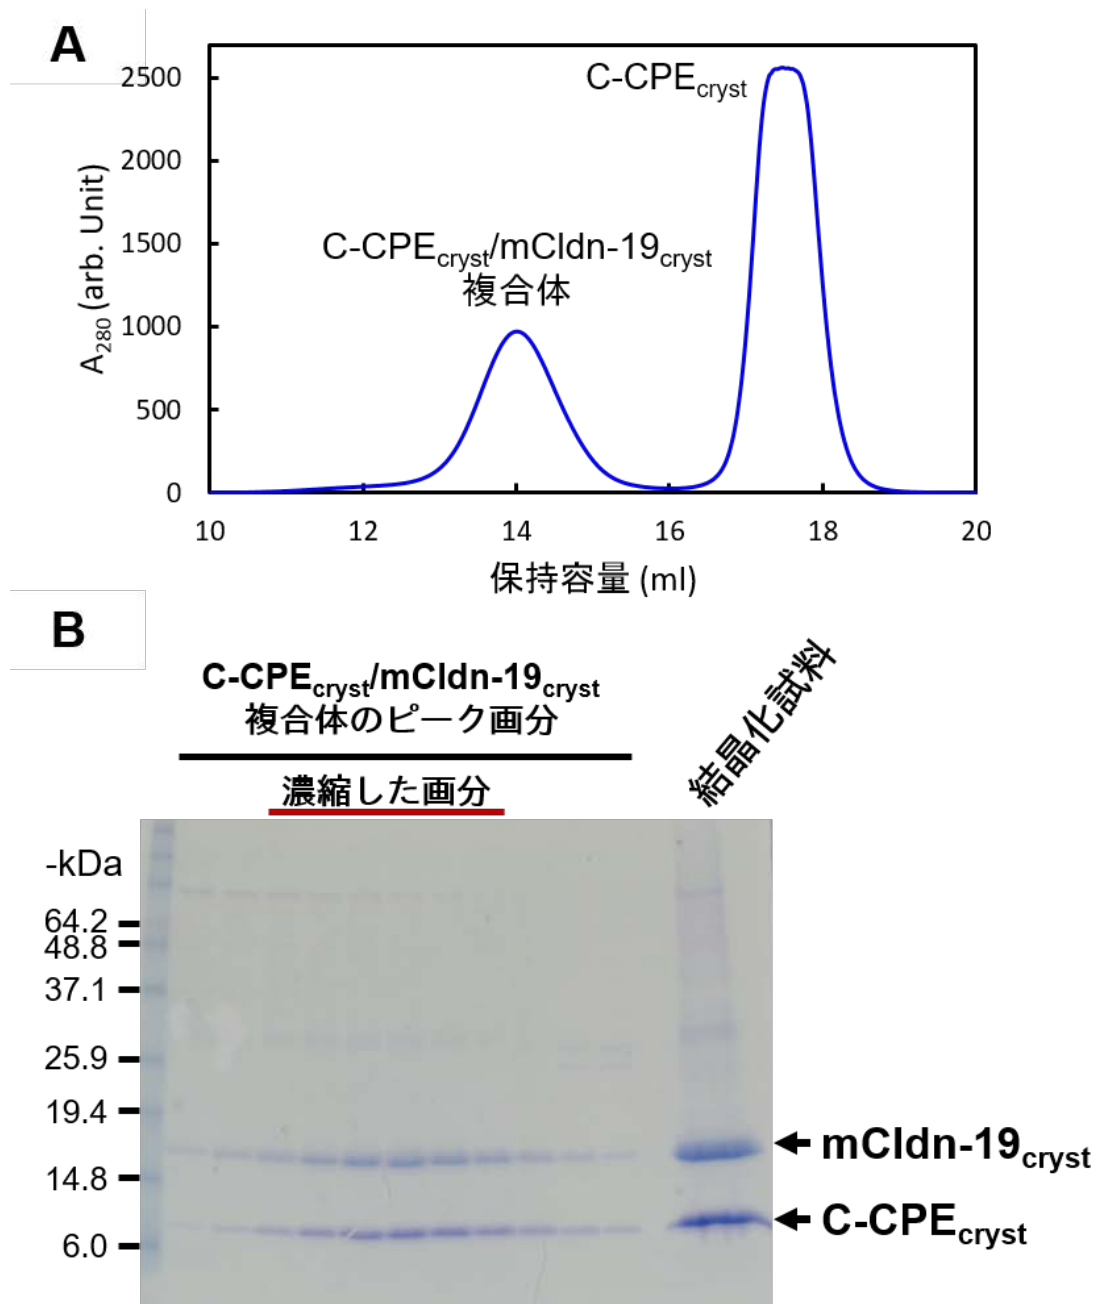 A
2500
2000
1500
1000
500
0
A280 (arb. Unit)
C-CPEcryst
C-CPEcryst/mCldn-19cryst
複合体
10 12 14 16 18 20
保持容量 (ml)
B
C-CPEcryst/mCldn-19cryst
複合体のピーク画分
濃縮した画分
結晶化試料
-kDa
64.2
48.8
37.1
25.9
19.4
14.8
6.0
mCldn-19cryst
C-CPEcryst